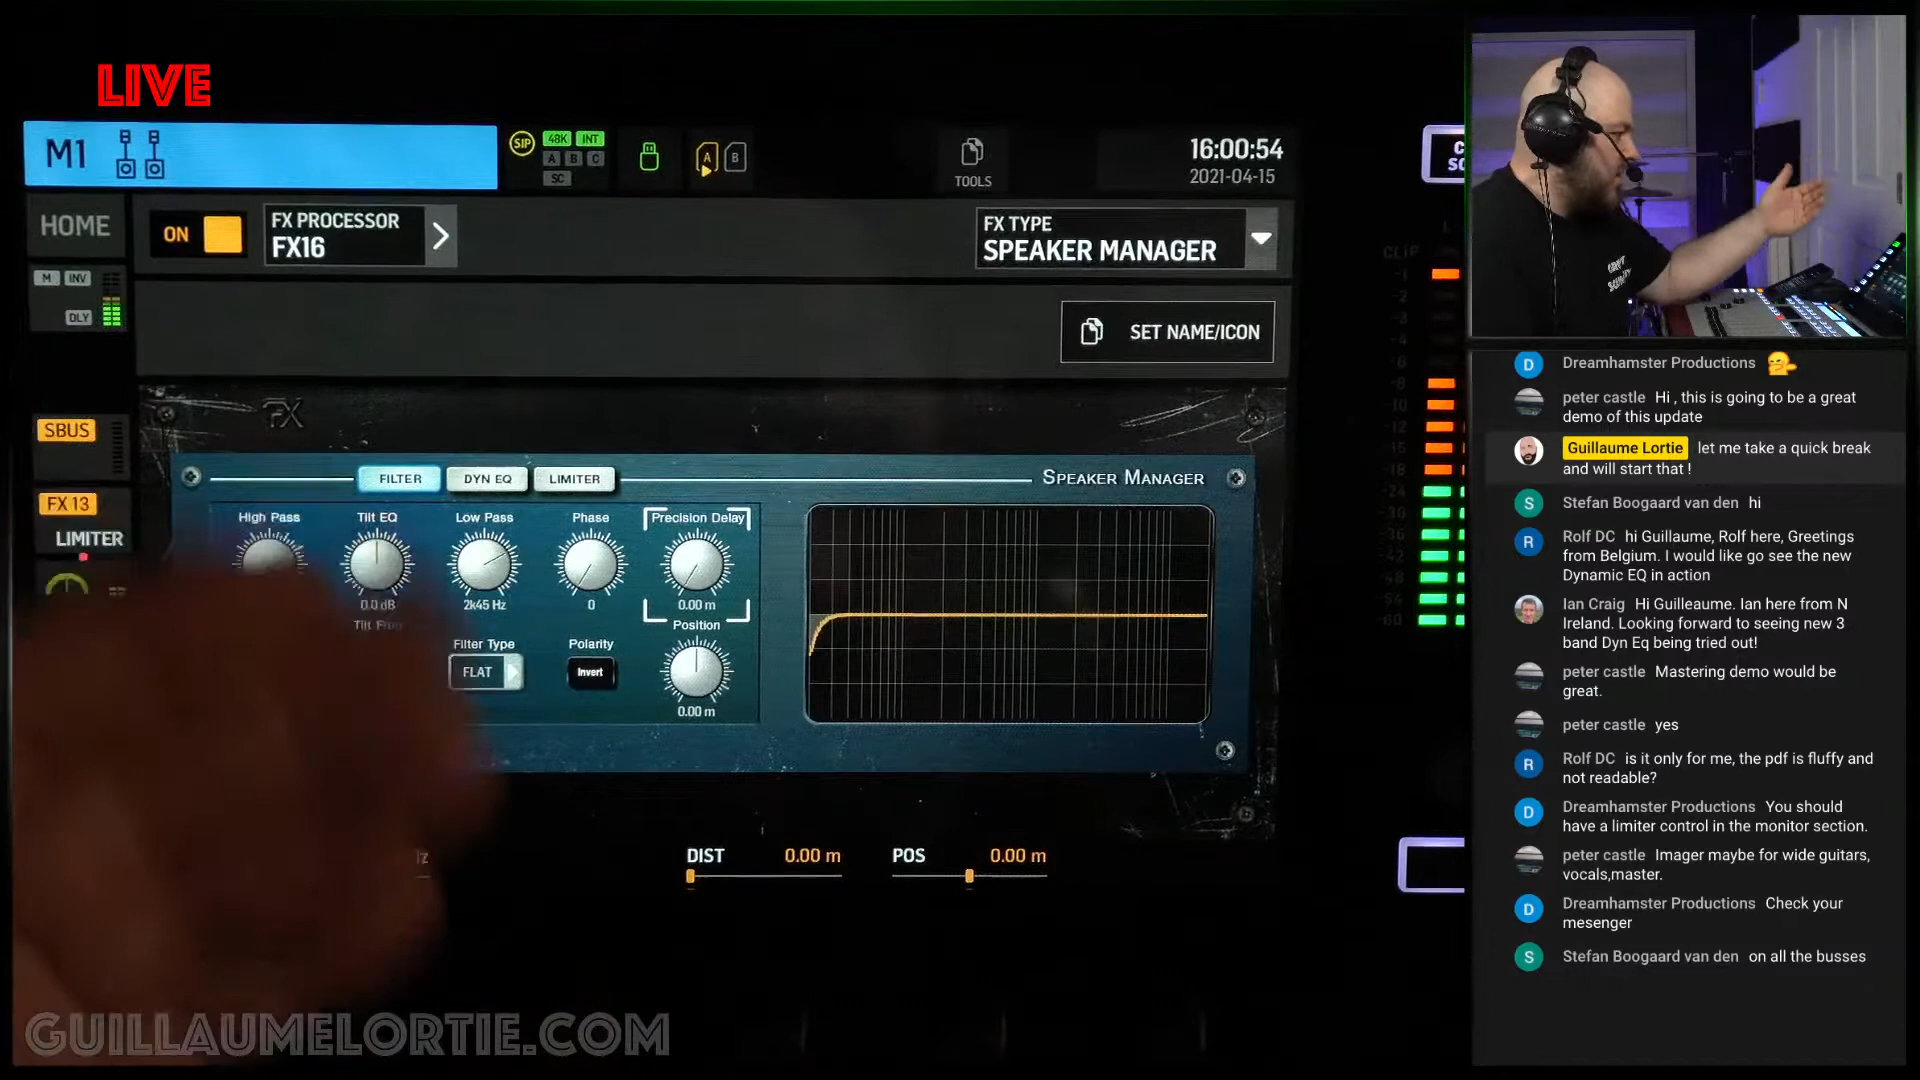 LIVE
M1
SIP
48K INT
A B C
SC
A B
TOOLS
16:00:54
2021-04-15
HOME
ON
FX PROCESSOR
FX16
FX TYPE
SPEAKER MANAGER
M INV
DLY
SET NAME/ICON
FX
SBUS
FX 13
LIMITER
FILTER DYN EQ LIMITER
SPEAKER MANAGER
High Pass Tilt EQ Low Pass Phase Precision Delay
0.0 dB 2k45 Hz 0 0.00 m
Filter Type Polarity Position
FLAT Invert
0.00 m
DIST 0.00 m POS 0.00 m
CLIP
GUILLAUMELORTIE.COM
Dreamhamster Productions
peter castle Hi , this is going to be a great
demo of this update
Guillaume Lortie let me take a quick break
and will start that !
Stefan Boogaard van den hi
Rolf DC hi Guillaume, Rolf here, Greetings
from Belgium. I would like go see the new
Dynamic EQ in action
Ian Craig Hi Guilleaume. Ian here from N
Ireland. Looking forward to seeing new 3
band Dyn Eq being tried out!
peter castle Mastering demo would be
great.
peter castle yes
Rolf DC is it only for me, the pdf is fluffy and
not readable?
Dreamhamster Productions You should
have a limiter control in the monitor section.
peter castle Imager maybe for wide guitars,
vocals,master.
Dreamhamster Productions Check your
mesenger
Stefan Boogaard van den on all the busses